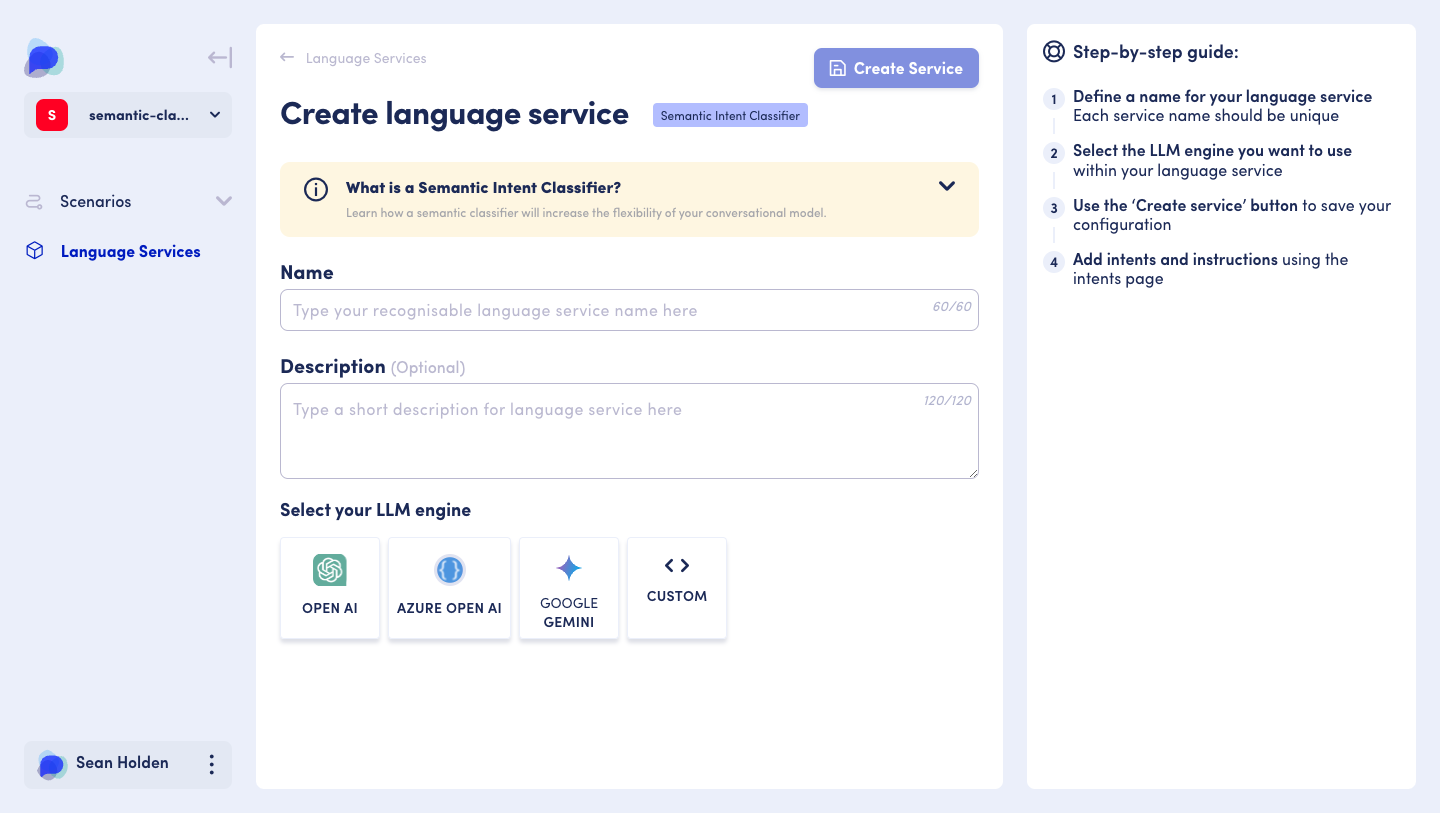 S
semantic-cla...
Scenarios
Language Services
Sean Holden
Language Services
Create Service
Create language service
Semantic Intent Classifier
What is a Semantic Intent Classifier?
Learn how a semantic classifier will increase the flexibility of your conversational model.
Name
Type your recognisable language service name here
60/60
Description (Optional)
Type a short description for language service here
120/120
Select your LLM engine
OPEN AI
AZURE OPEN AI
GOOGLE
GEMINI
CUSTOM
Step-by-step guide:
1 Define a name for your language service
Each service name should be unique
2 Select the LLM engine you want to use
within your language service
3 Use the ‘Create service’ button to save your
configuration
4 Add intents and instructions using the
intents page